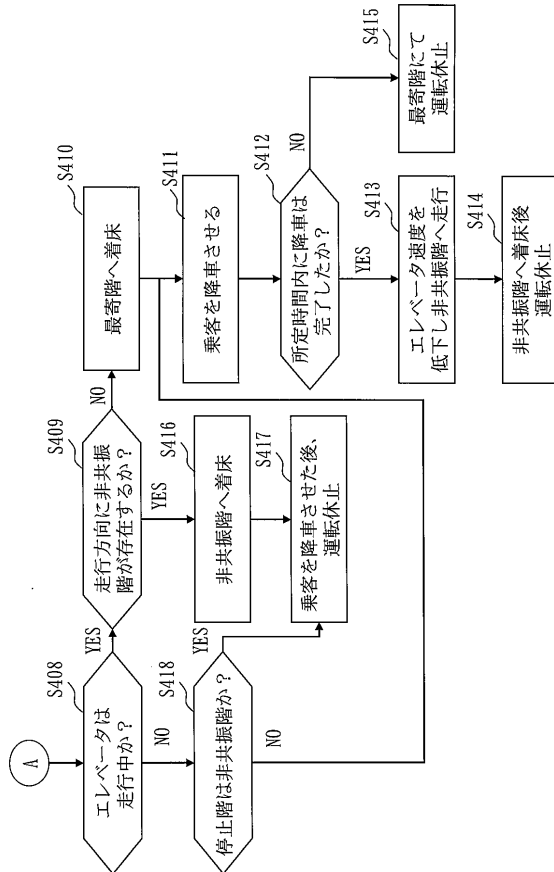 A
S408
エレベータは
走行中か？
YES
NO
S409
走行方向に非共振
階が存在するか？
NO
YES
S410
最寄階へ着床
S411
乗客を降車させる
S412
所定時間内に降車は
完了したか？
NO
YES
S413
エレベータ速度を
低下し非共振階へ走行
S414
非共振階へ着床後
運転休止
S415
最寄階にて
運転休止
S416
非共振階へ着床
S417
乗客を降車させた後、
運転休止
S418
停止階は非共振階か？
YES
NO